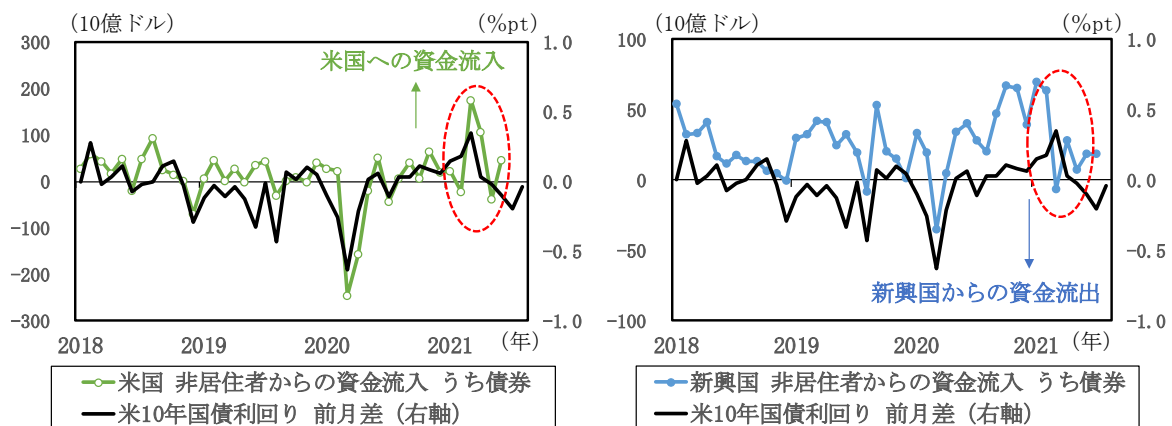 (10億ドル)
(%pt)
300
200
100
0
-100
-200
-300
1.0
0.5
0.0
-0.5
-1.0
米国への資金流入
2018
2019
2020
2021
(年)
米国 非居住者からの資金流入 うち債券
米10年国債利回り 前月差(右軸)
(10億ドル)
(%pt)
100
50
0
-50
-100
1.0
0.5
0.0
-0.5
-1.0
新興国からの資金流出
2018
2019
2020
2021
(年)
新興国 非居住者からの資金流入 うち債券
米10年国債利回り 前月差(右軸)